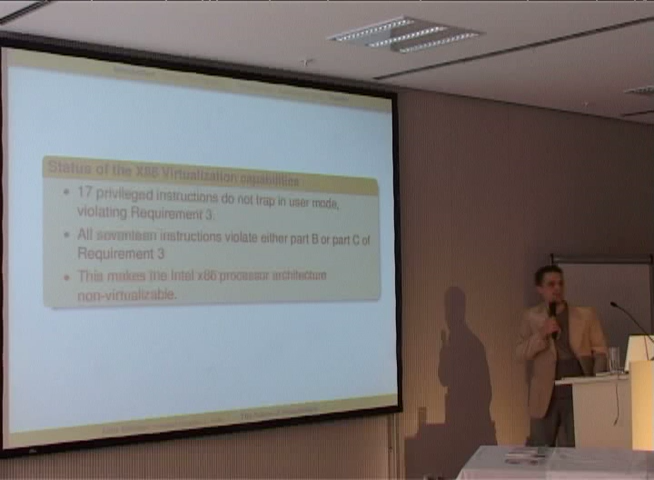 Status of the X86 Virtualization capabilities
17 privileged instructions do not trap in user mode,
violating Requirement 3.
All seventeen instructions violate either part B or part C of
Requirement 3
This makes the Intel x86 processor architecture
non-virtualizable.